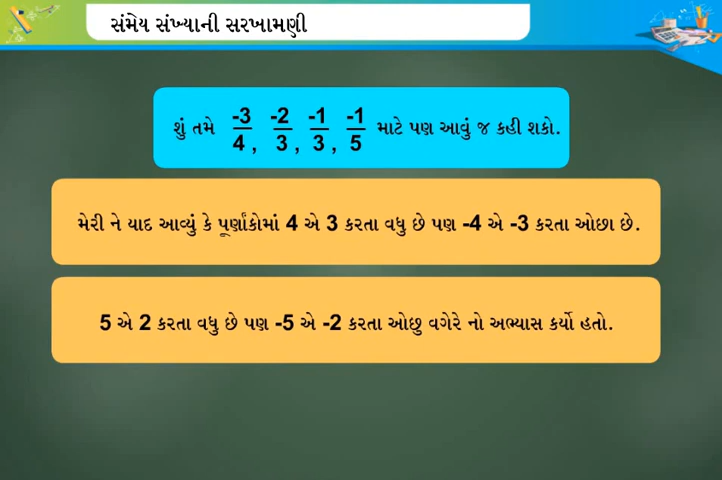 સંમેય સંખ્યાની સરખામણી
શું તમે -3/4, -2/3, -1/3, -1/5 માટે પણ આવું જ કહી શકો.
મેરી ને યાદ આવ્યું કે પૂર્ણાંકોમાં 4 એ 3 કરતા વધુ છે પણ -4 એ -3 કરતા ઓછા છે.
5 એ 2 કરતા વધુ છે પણ -5 એ -2 કરતા ઓછુ વગેરે નો અભ્યાસ કર્યો હતો.